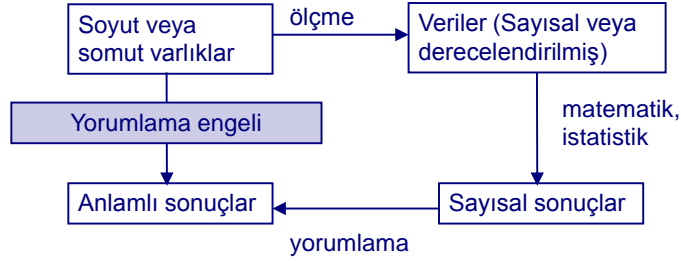 Soyut veya
somut varlıklar
ölçme
Veriler (Sayısal veya
derecelendirilmiş)
Yorumlama engeli
matematik,
istatistik
Anlamlı sonuçlar
Sayısal sonuçlar
yorumlama